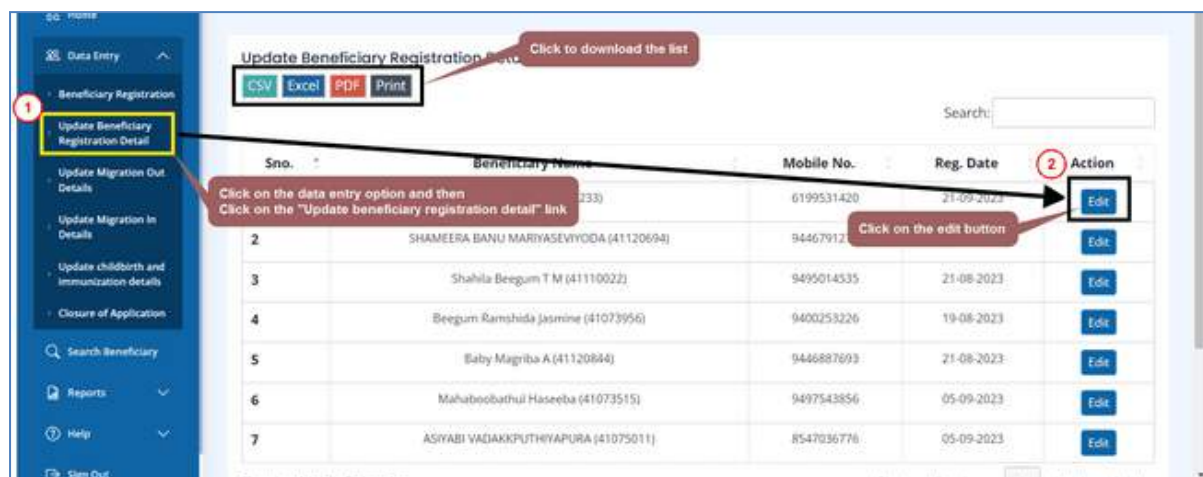 Home
Data Entry
Beneficiary Registration
1
Update Beneficiary
Registration Detail
Update Migration Out
Details
Update Migration In
Details
Update childbirth and
immunization details
Closure of Application
Search Beneficiary
Reports
Help
Sign Out
Update Beneficiary Registration
Click to download the list
CSV Excel PDF Print
Search:
Sno. Beneficiary Name Mobile No. Reg. Date 2 Action
Click on the data entry option and then
Click on the "Update beneficiary registration detail" link
233) 6199531420 21-09-2023 Edit
Click on the edit button
2 SHAMEERA BANU MARIYASEVIYODA (41120694) Edit
3 Shahila Beegum T M (41110022) 9495014535 21-08-2023 Edit
4 Beegum Ramshida Jasmine (41073956) 9400253226 19-08-2023 Edit
5 Baby Magriba A (41120844) 9446887693 21-08-2023 Edit
6 Mahaboobathul Haseeba (41073515) 9497543856 05-09-2023 Edit
7 ASIYABI VADAKKPUTHIYAPURA (41075011) 8547036776 05-09-2023 Edit